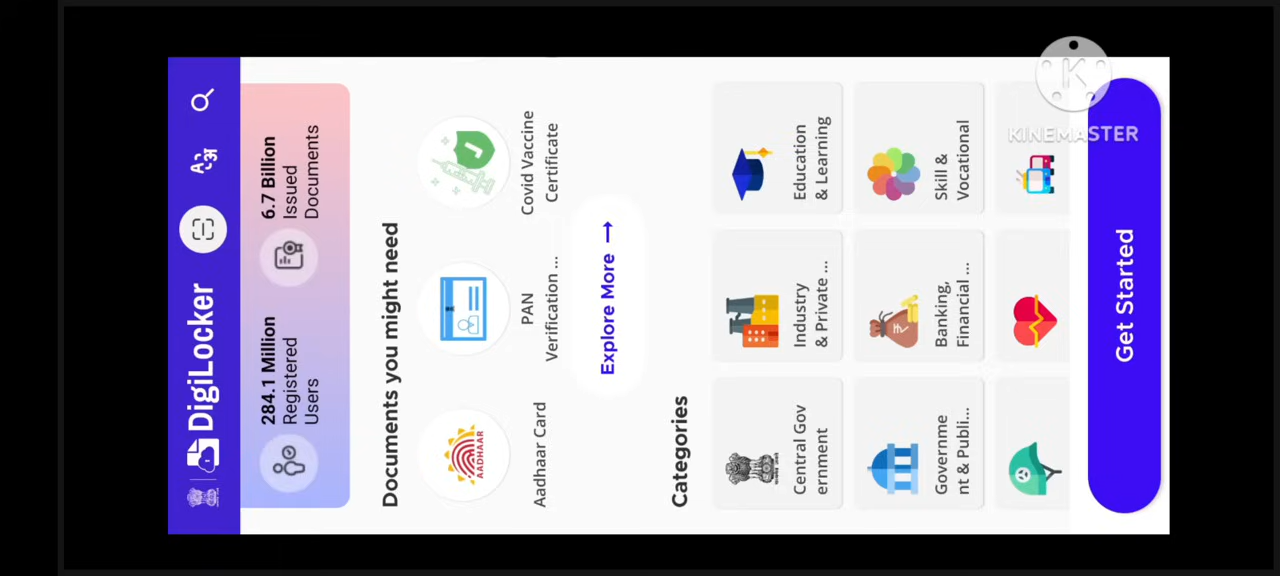 DigiLocker
A
अ
284.1 Million
Registered
Users
6.7 Billion
Issued
Documents
Documents you might need
AADHAAR
Aadhaar Card
PAN
Verification ...
Covid Vaccine
Certificate
Explore More →
Categories
Central Gov
ernment
Industry
& Private ...
Education
& Learning
Governme
nt & Publi...
Banking,
Financial ...
Skill &
Vocational
Get Started
K
KINEMASTER